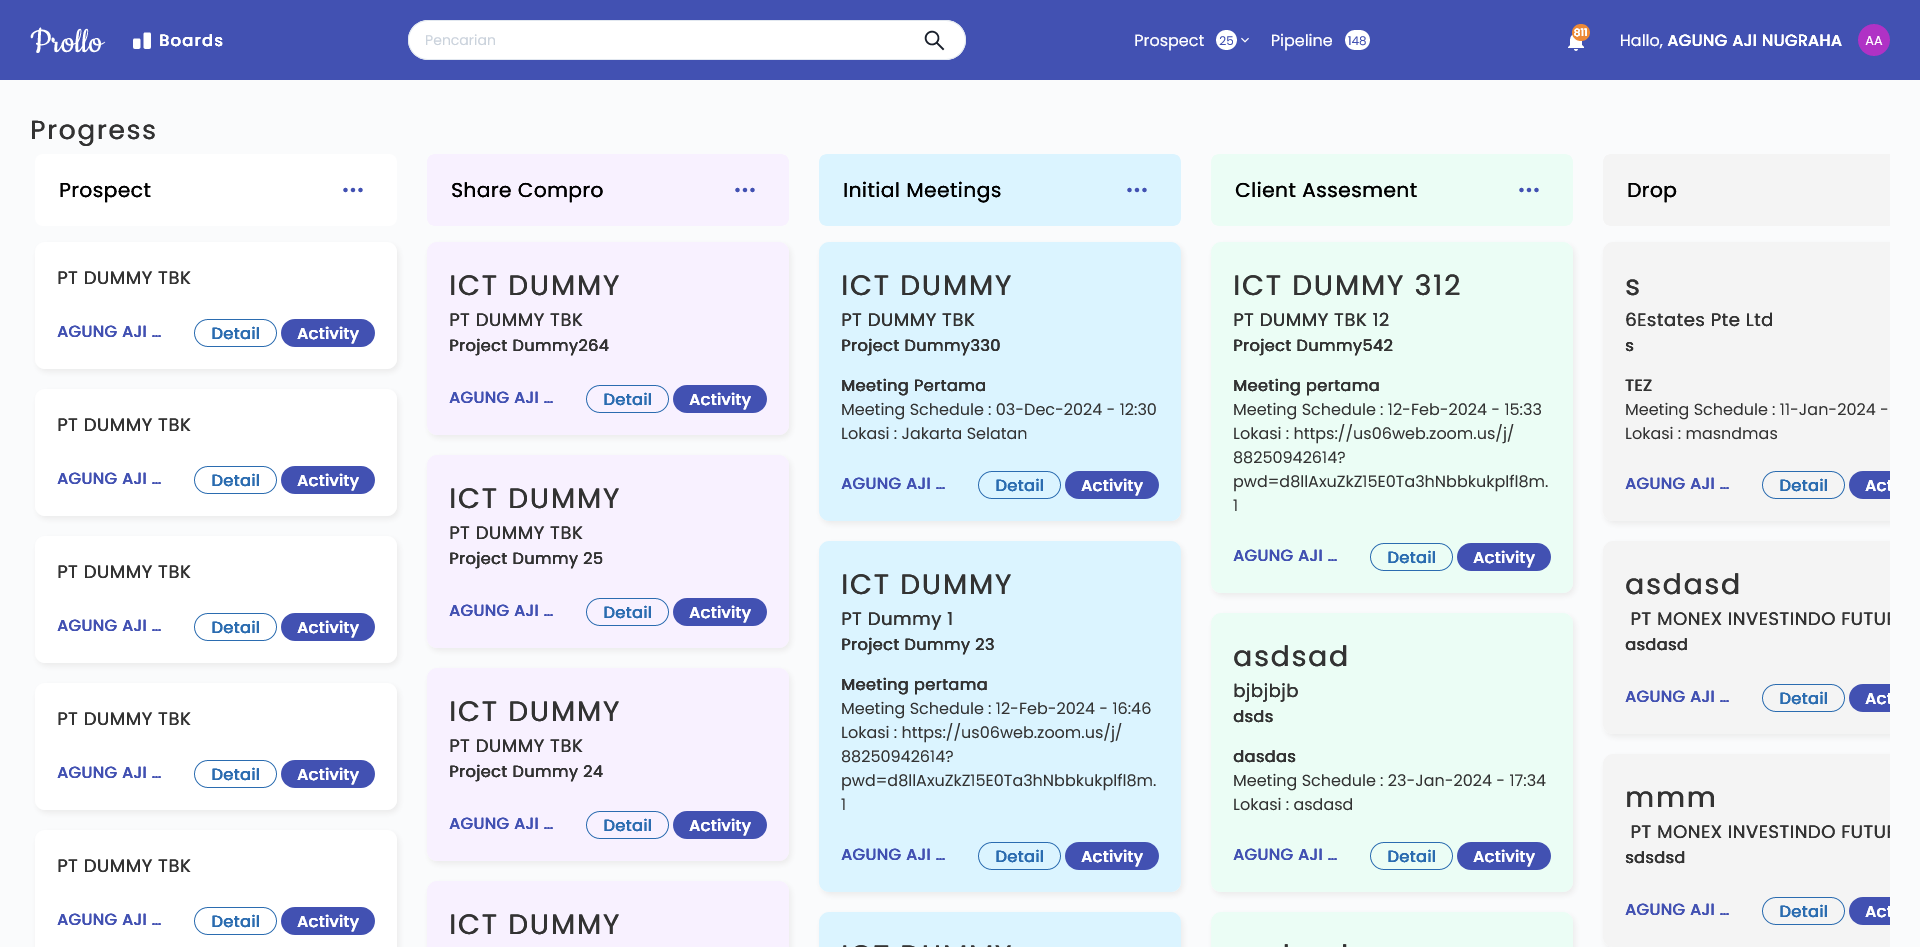 Prollo
Boards
Pencarian
Prospect 25
Pipeline 148
811
Hallo, AGUNG AJI NUGRAHA
AA
Progress
Prospect
PT DUMMY TBK
AGUNG AJI ...
Detail
Activity
PT DUMMY TBK
AGUNG AJI ...
Detail
Activity
PT DUMMY TBK
AGUNG AJI ...
Detail
Activity
PT DUMMY TBK
AGUNG AJI ...
Detail
Activity
PT DUMMY TBK
AGUNG AJI ...
Detail
Activity
Share Compro
ICT DUMMY
PT DUMMY TBK
Project Dummy264
AGUNG AJI ...
Detail
Activity
ICT DUMMY
PT DUMMY TBK
Project Dummy 25
AGUNG AJI ...
Detail
Activity
ICT DUMMY
PT DUMMY TBK
Project Dummy 24
AGUNG AJI ...
Detail
Activity
ICT DUMMY
Initial Meetings
ICT DUMMY
PT DUMMY TBK
Project Dummy330
Meeting Pertama
Meeting Schedule : 03-Dec-2024 - 12:30
Lokasi : Jakarta Selatan
AGUNG AJI ...
Detail
Activity
ICT DUMMY
PT Dummy 1
Project Dummy 23
Meeting pertama
Meeting Schedule : 12-Feb-2024 - 16:46
Lokasi : https://us06web.zoom.us/j/
88250942614?
pwd=d8llAxuZkZ15E0Ta3hNbbkukplfl8m.
1
AGUNG AJI ...
Detail
Activity
Client Assesment
ICT DUMMY 312
PT DUMMY TBK 12
Project Dummy542
Meeting pertama
Meeting Schedule : 12-Feb-2024 - 15:33
Lokasi : https://us06web.zoom.us/j/
88250942614?
pwd=d8llAxuZkZ15E0Ta3hNbbkukplfl8m.
1
AGUNG AJI ...
Detail
Activity
asdsad
bjbjbjb
dsds
dasdas
Meeting Schedule : 23-Jan-2024 - 17:34
Lokasi : asdasd
AGUNG AJI ...
Detail
Activity
Drop
s
6Estates Pte Ltd
s
TEZ
Meeting Schedule : 11-Jan-2024 -
Lokasi : masndmas
AGUNG AJI ...
Detail
asdasd
PT MONEX INVESTINDO
asdasd
AGUNG AJI ...
Detail
mmm
PT MONEX INVESTINDO
sdsdsd
AGUNG AJI ...
Detail